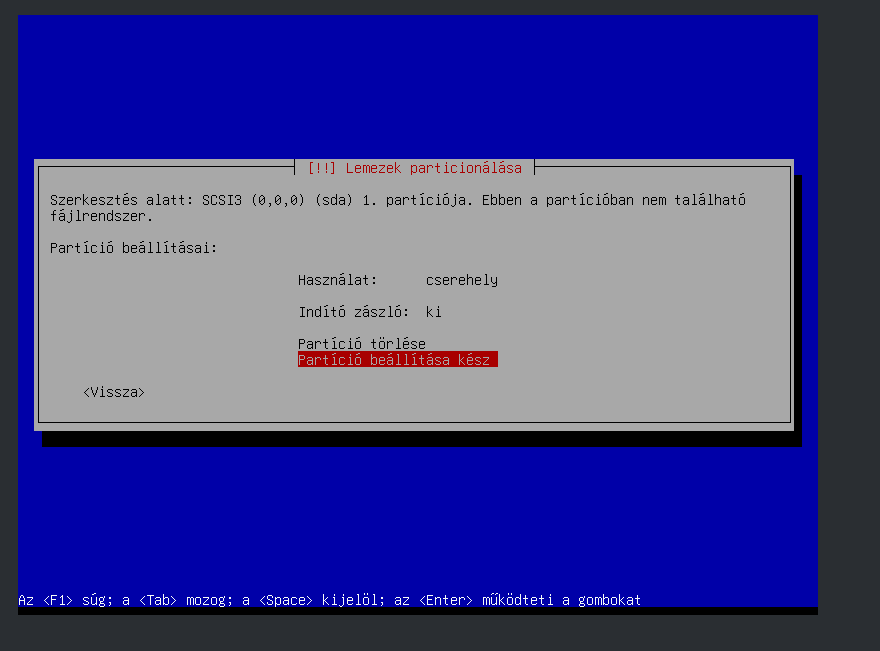 [!!] Lemezek particionálása
Szerkesztés alatt: SCSI3 (0,0,0) (sda) 1. partíciója. Ebben a partícióban nem található
fájlrendszer.
Partíció beállításai:
Használat: cserehely
Indító zászló: ki
Partíció törlése
Partíció beállítása kész
<Vissza>
Az <F1> súg; a <Tab> mozog; a <Space> kijelöl; az <Enter> működteti a gombokat